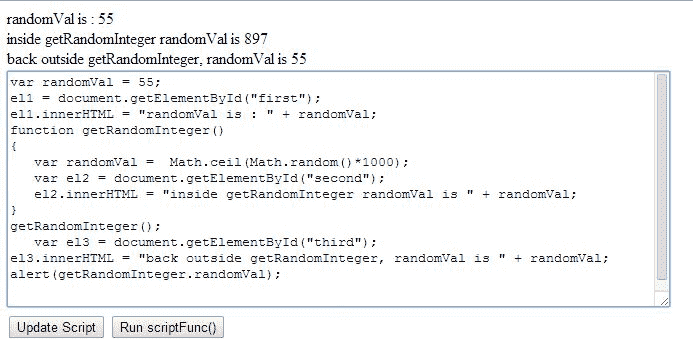 randomVal is : 55
inside getRandomInteger randomVal is 897
back outside getRandomInteger, randomVal is 55
var randomVal = 55;
el1 = document.getElementById("first");
el1.innerHTML = "randomVal is : " + randomVal;
function getRandomInteger()
{
   var randomVal =  Math.ceil(Math.random()*1000);
   var el2 = document.getElementById("second");
   el2.innerHTML = "inside getRandomInteger randomVal is " + randomVal;
}
getRandomInteger();
   var el3 = document.getElementById("third");
el3.innerHTML = "back outside getRandomInteger, randomVal is " + randomVal;
alert(getRandomInteger.randomVal);
Update Script Run scriptFunc()